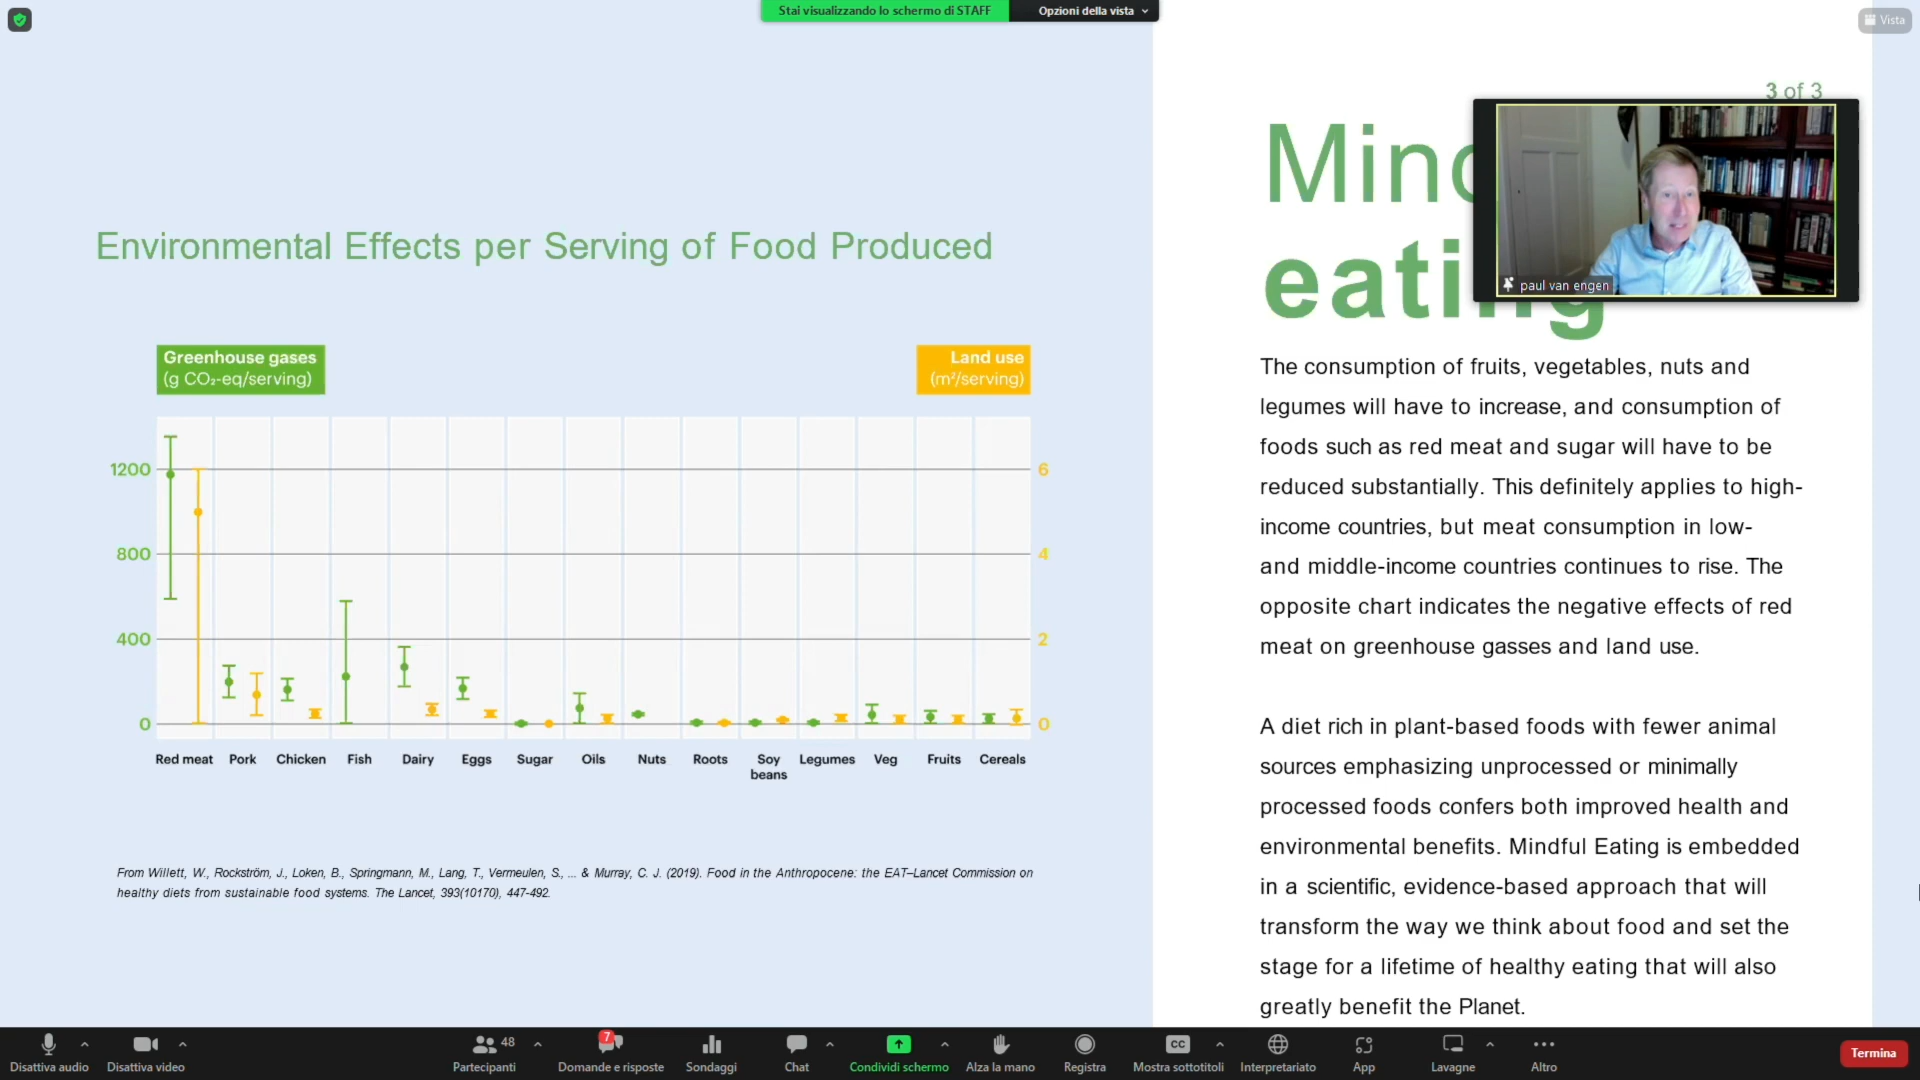 Stai visualizzando lo schermo di STAFF
Opzioni della vista
Vista
3 of 3
Environmental Effects per Serving of Food Produced
Greenhouse gases
(g CO₂-eq/serving)
Land use
(m²/serving)
1200
800
400
0
6
4
2
0
Red meat Pork Chicken Fish Dairy Eggs Sugar Oils Nuts Roots Soy beans Legumes Veg Fruits Cereals
From Willett, W., Rockström, J., Loken, B., Springmann, M., Lang, T., Vermeulen, S., ... & Murray, C. J. (2019). Food in the Anthropocene: the EAT–Lancet Commission on
healthy diets from sustainable food systems. The Lancet, 393(10170), 447-492.
eating
paul van engen
The consumption of fruits, vegetables, nuts and
legumes will have to increase, and consumption of
foods such as red meat and sugar will have to be
reduced substantially. This definitely applies to high-
income countries, but meat consumption in low-
and middle-income countries continues to rise. The
opposite chart indicates the negative effects of red
meat on greenhouse gasses and land use.
A diet rich in plant-based foods with fewer animal
sources emphasizing unprocessed or minimally
processed foods confers both improved health and
environmental benefits. Mindful Eating is embedded
in a scientific, evidence-based approach that will
transform the way we think about food and set the
stage for a lifetime of healthy eating that will also
greatly benefit the Planet.
Disattiva audio
Disattiva video
48
Partecipanti
7
Domande e risposte
Sondaggi
Chat
Condividi schermo
Alza la mano
Registra
CC
Mostra sottotitoli
Interpretariato
App
Lavagne
Altro
Termina